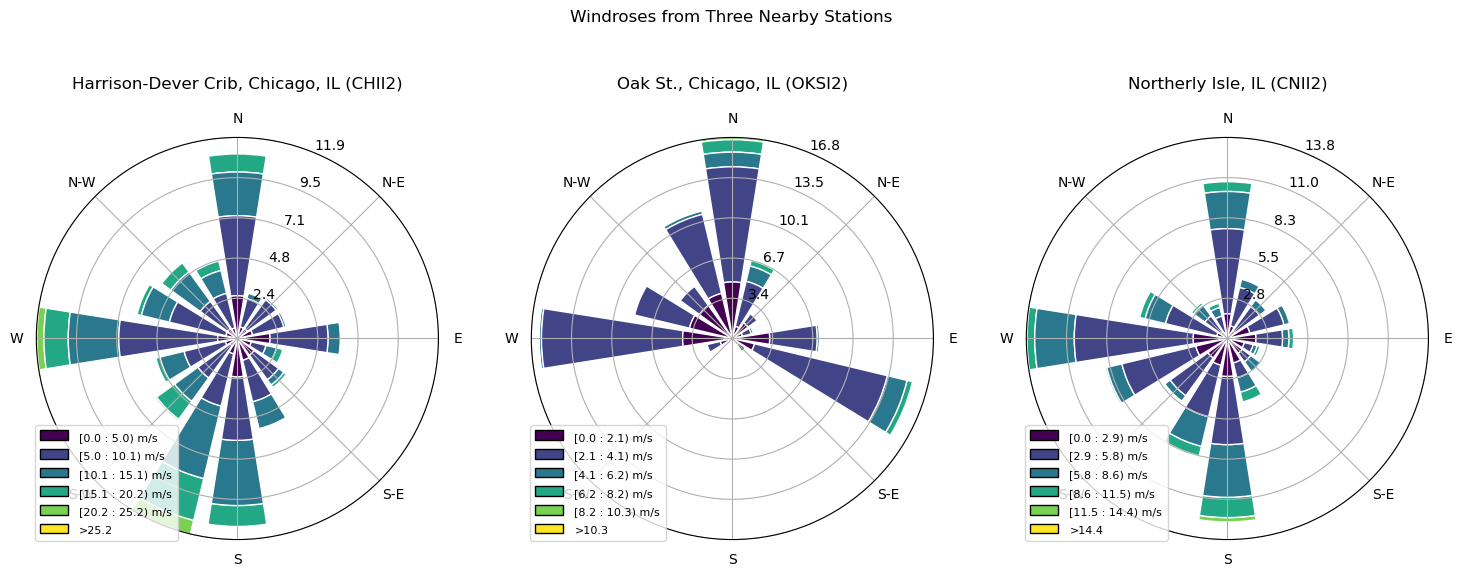 Windroses from Three Nearby Stations
Harrison-Dever Crib, Chicago, IL (CHII2)
N
11.9
9.5
7.1
4.8
2.4
N-W
N-E
W
E
S-E
S
[0.0 : 5.0) m/s
[5.0 : 10.1) m/s
[10.1 : 15.1) m/s
[15.1 : 20.2) m/s
[20.2 : 25.2) m/s
>25.2
Oak St., Chicago, IL (OKSI2)
N
16.8
13.5
10.1
6.7
3.4
N-W
N-E
W
E
S-E
S
[0.0 : 2.1) m/s
[2.1 : 4.1) m/s
[4.1 : 6.2) m/s
[6.2 : 8.2) m/s
[8.2 : 10.3) m/s
>10.3
Northerly Isle, IL (CNII2)
N
13.8
11.0
8.3
5.5
2.8
N-W
N-E
W
E
S-E
S
[0.0 : 2.9) m/s
[2.9 : 5.8) m/s
[5.8 : 8.6) m/s
[8.6 : 11.5) m/s
[11.5 : 14.4) m/s
>14.4